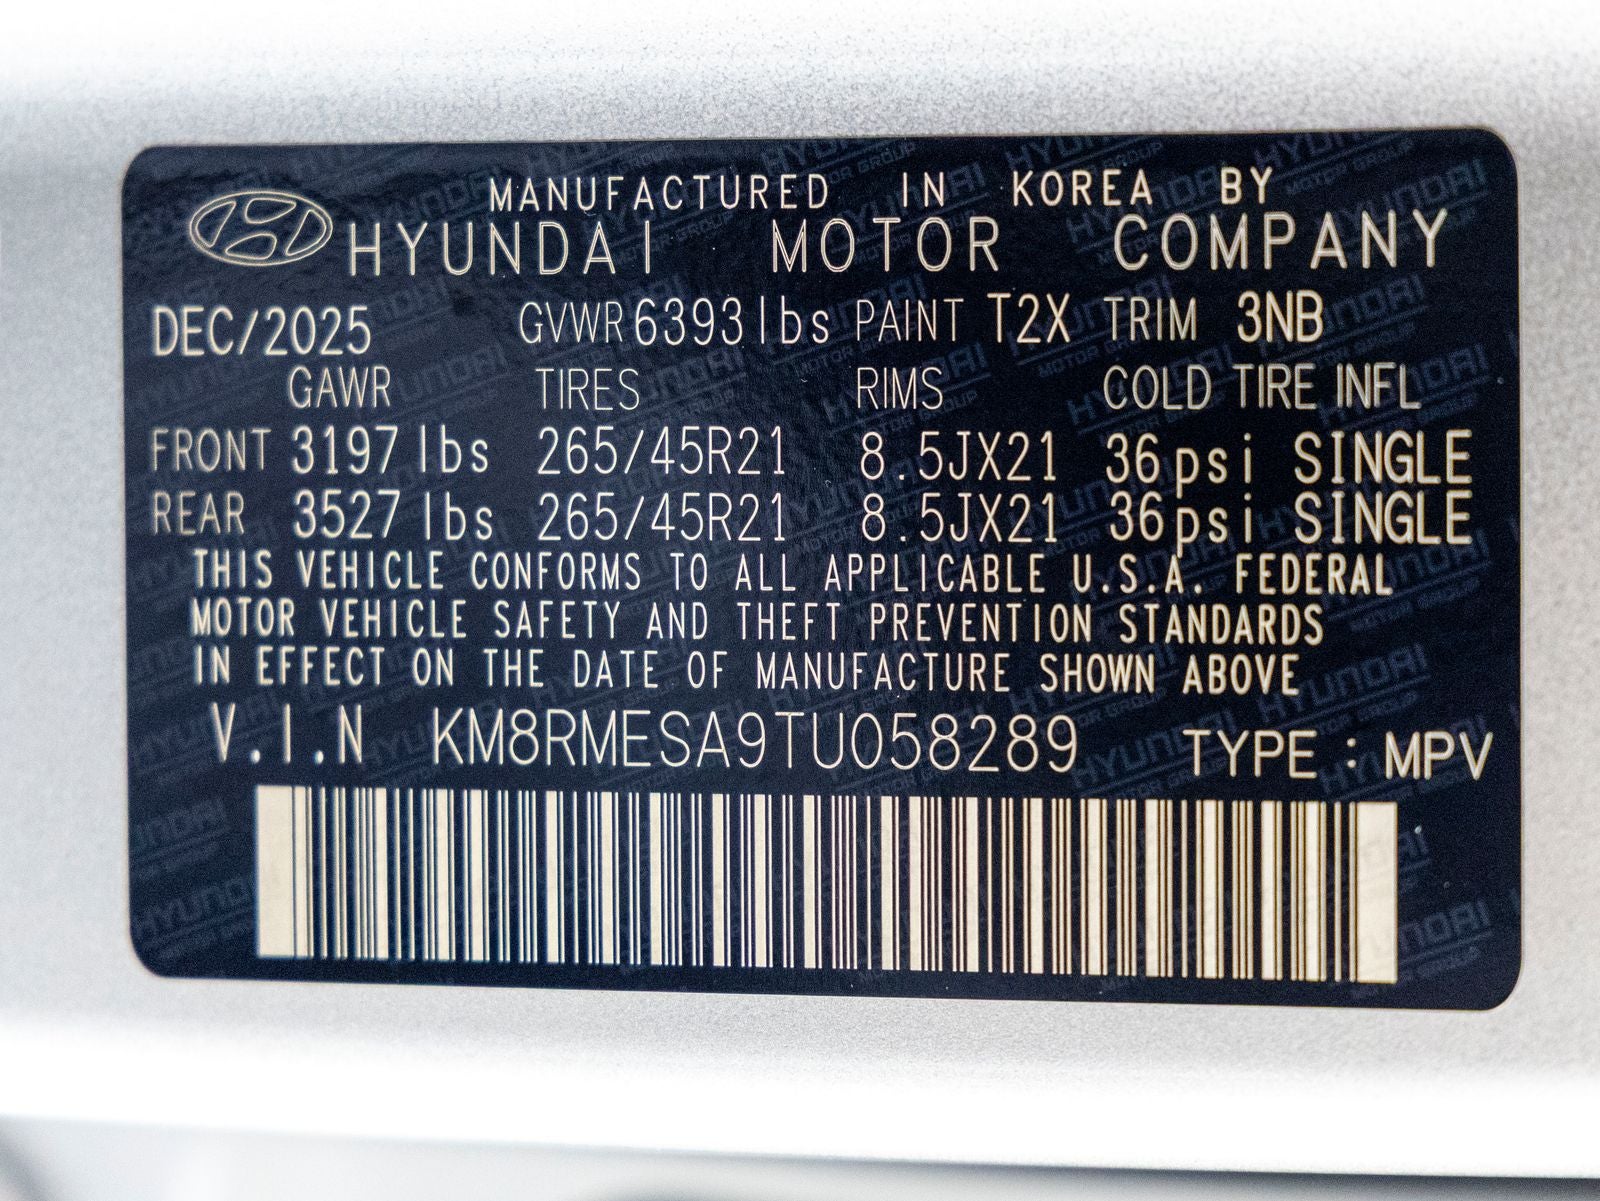 MANUFACTURED IN KOREA BY
HYUNDAI MOTOR COMPANY
DEC/2025 GVWR 6393 lbs PAINT T2X TRIM 3NB
GAWR TIRES RIMS COLD TIRE INFL
FRONT 3197 lbs 265/45R21 8.5JX21 36psi SINGLE
REAR 3527 lbs 265/45R21 8.5JX21 36psi SINGLE
THIS VEHICLE CONFORMS TO ALL APPLICABLE U.S.A. FEDERAL
MOTOR VEHICLE SAFETY AND THEFT PREVENTION STANDARDS
IN EFFECT ON THE DATE OF MANUFACTURE SHOWN ABOVE
V.I.N KM8RMESA9TU058289 TYPE : MPV